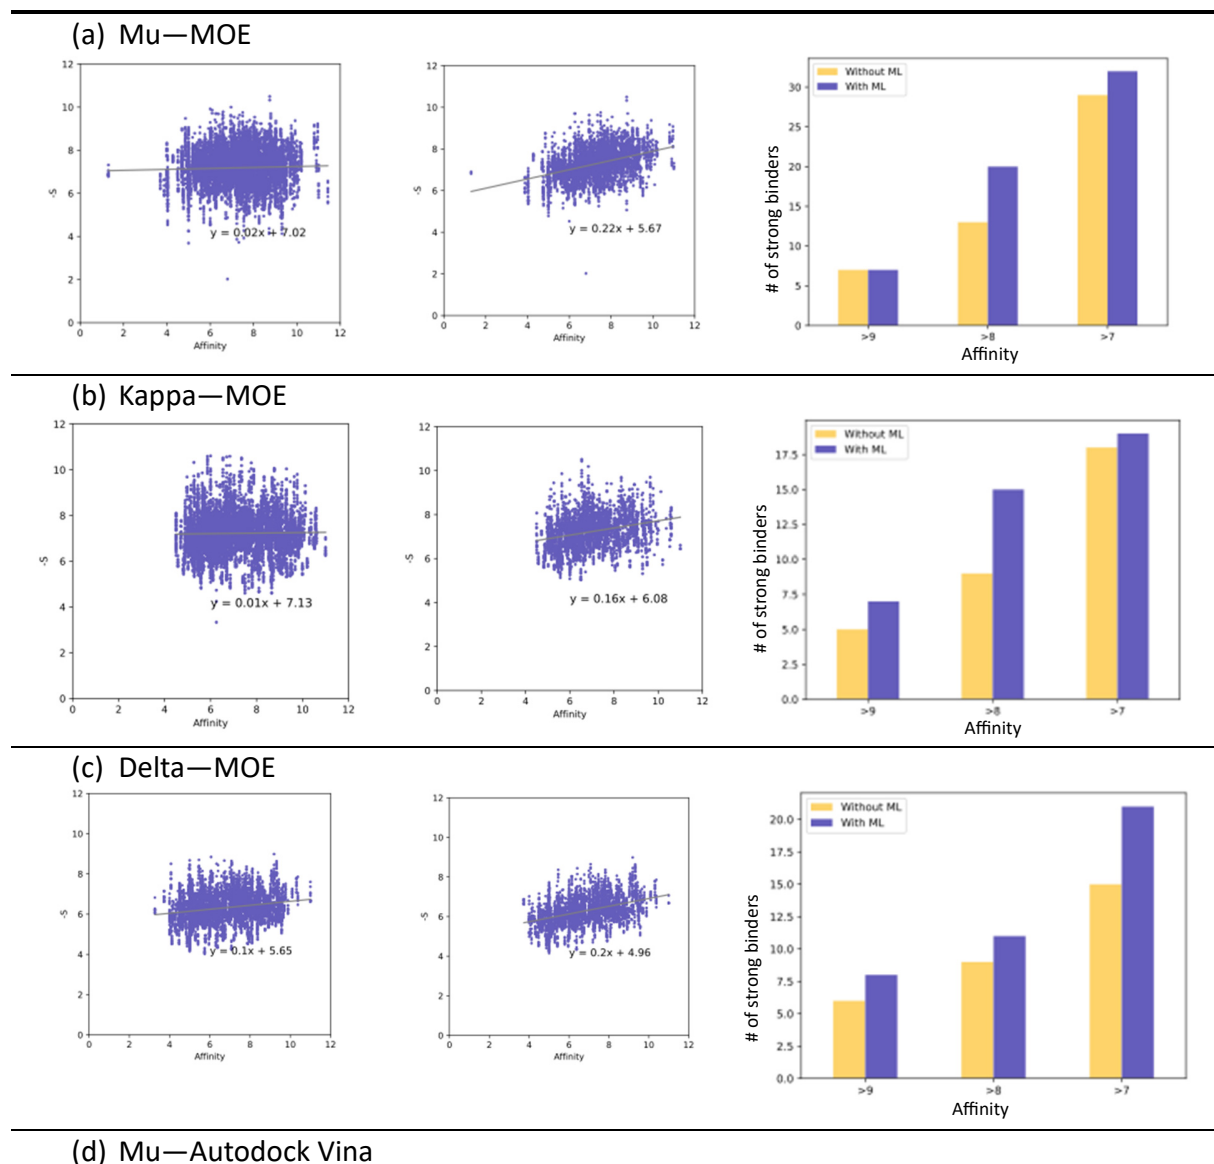 (a) Mu—MOE
12
10
8
6
4
2
0
-S
y = 0.02x + 7.02
0 2 4 6 8 10 12
Affinity
12
10
8
6
4
2
0
-S
y = 0.22x + 5.67
0 2 4 6 8 10 12
Affinity
Without ML
With ML
30
25
20
15
10
5
0
# of strong binders
>9 >8 >7
Affinity
(b) Kappa—MOE
12
10
8
6
4
2
0
-S
y = 0.01x + 7.13
0 2 4 6 8 10 12
Affinity
12
10
8
6
4
2
0
-S
y = 0.16x + 6.08
0 2 4 6 8 10 12
Affinity
Without ML
With ML
17.5
15.0
12.5
10.0
7.5
5.0
2.5
0.0
# of strong binders
>9 >8 >7
Affinity
(c) Delta—MOE
12
10
8
6
4
2
0
-S
y = 0.1x + 5.65
0 2 4 6 8 10 12
Affinity
12
10
8
6
4
2
0
-S
y = 0.2x + 4.96
0 2 4 6 8 10 12
Affinity
Without ML
With ML
20.0
17.5
15.0
12.5
10.0
7.5
5.0
2.5
0.0
# of strong binders
>9 >8 >7
Affinity
(d) Mu—Autodock Vina